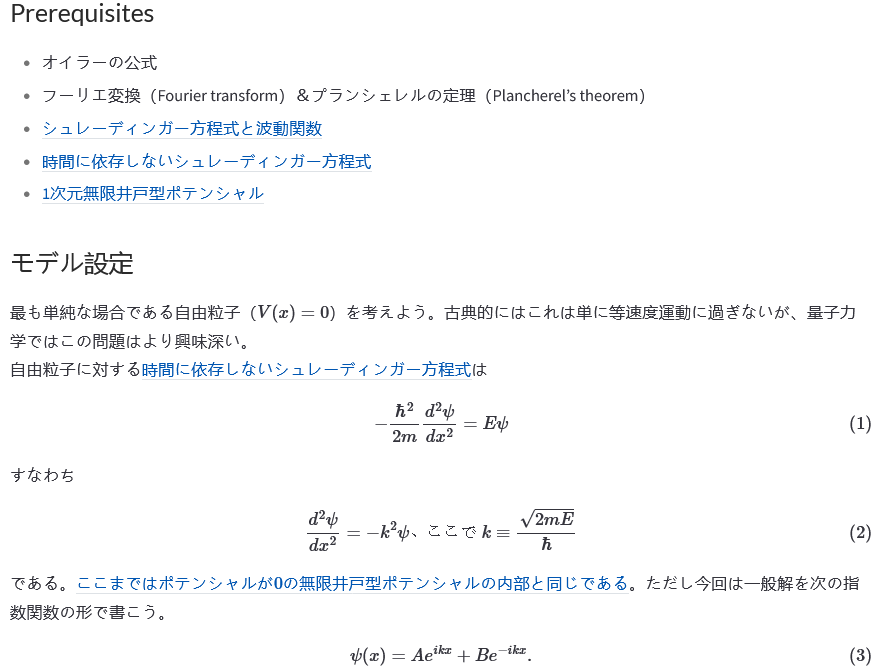 Prerequisites
オイラーの公式
フーリエ変換（Fourier transform）＆プランシェレルの定理（Plancherel's theorem）
シュレーディンガー方程式と波動関数
時間に依存しないシュレーディンガー方程式
1次元無限井戸型ポテンシャル
モデル設定
最も単純な場合である自由粒子（V(x) = 0）を考えよう。古典的にはこれは単に等速度運動に過ぎないが、量子力
学ではこの問題はより興味深い。
自由粒子に対する時間に依存しないシュレーディンガー方程式は
$-\frac{\hbar^2}{2m}\frac{d^2\psi}{dx^2} = E\psi$ (1)
すなわち
$\frac{d^2\psi}{dx^2} = -k^2\psi$、ここで $k \equiv \frac{\sqrt{2mE}}{\hbar}$ (2)
である。ここまではポテンシャルが0の無限井戸型ポテンシャルの内部と同じである。ただし今回は一般解を次の指
数関数の形で書こう。
$\psi(x) = Ae^{ikx} + Be^{-ikx}.$ (3)